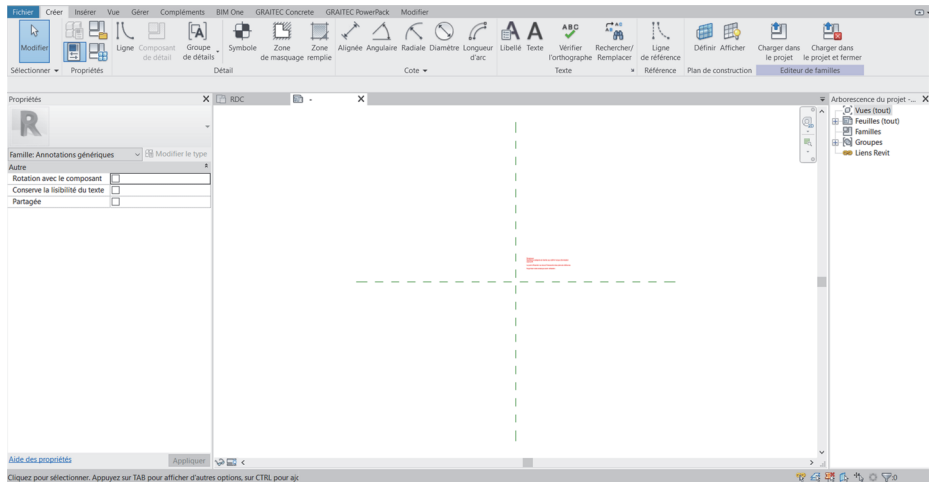 Fichier Créer Insérer Vue Gérer Compléments BIM One GRAITEC Concrete GRAITEC PowerPack Modifier
Modifier Ligne Composant de détail Groupe de détails Symbole Zone de masquage Zone remplie Alignée Angulaire Radiale Diamètre Longueur d'arc Libellé Texte ABC Vérifier l'orthographe Rechercher/ Remplacer Ligne de référence Définir Afficher Charger dans le projet Charger dans le projet et fermer
Sélectionner Propriétés Détail Cote Texte Référence Plan de construction Editeur de familles
Propriétés X RDC - X Arborescence du projet -... X
R
Vues (tout)
Feuilles (tout)
Familles
Groupes
Liens Revit
Famille: Annotations génériques Modifier le type
Autre
Rotation avec le composant
Conserve la lisibilité du texte
Partagée
Aide des propriétés Appliquer
Cliquez pour sélectionner. Appuyez sur TAB pour afficher d'autres options, sur CTRL pour ajc :0